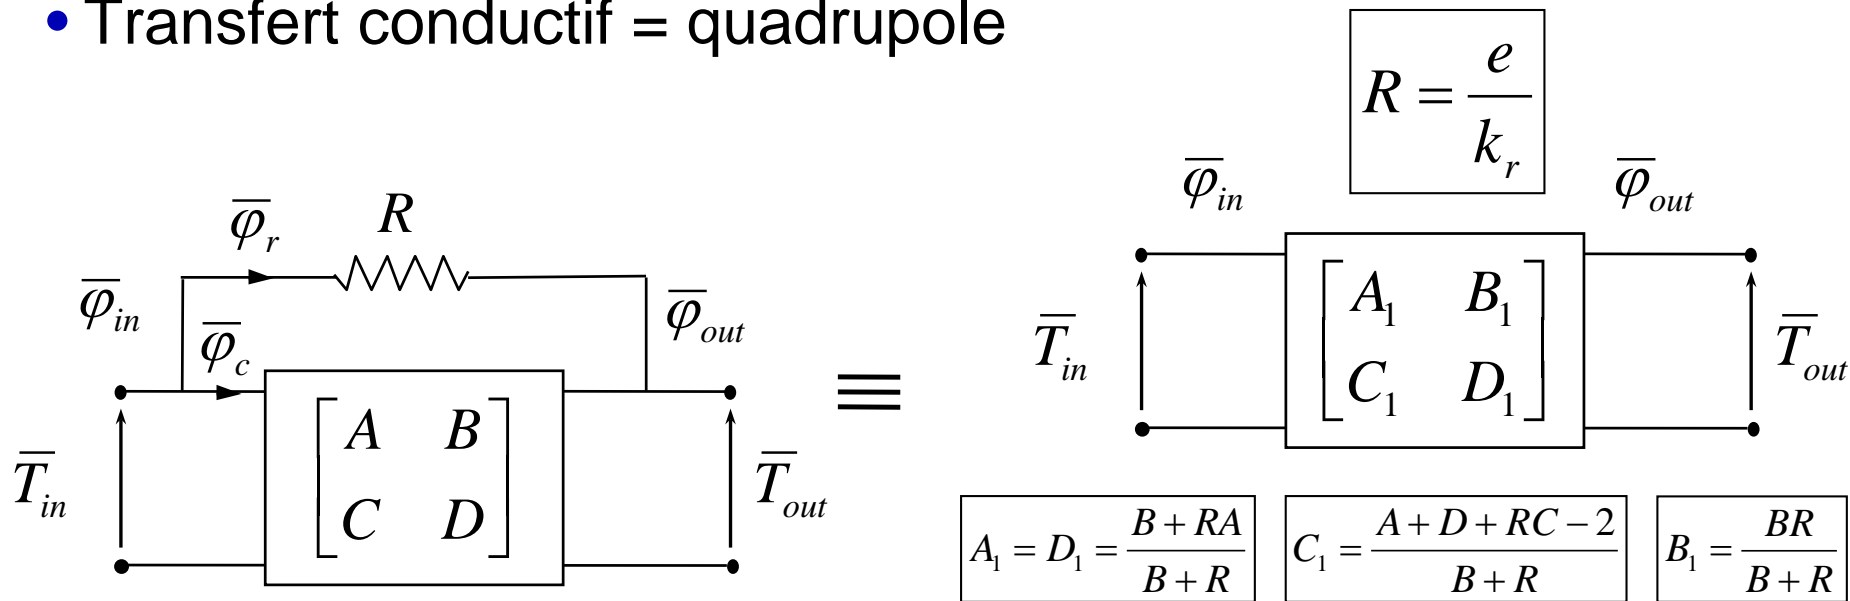 • Transfert conductif = quadrupole
R = e / k_r
φ̅_r R
φ̅_in φ̅_c φ̅_out
T̅_in [A B; C D] T̅_out
≡
φ̅_in φ̅_out
T̅_in [A₁ B₁; C₁ D₁] T̅_out
A₁ = D₁ = (B + RA) / (B + R)
C₁ = (A + D + RC − 2) / (B + R)
B₁ = BR / (B + R)